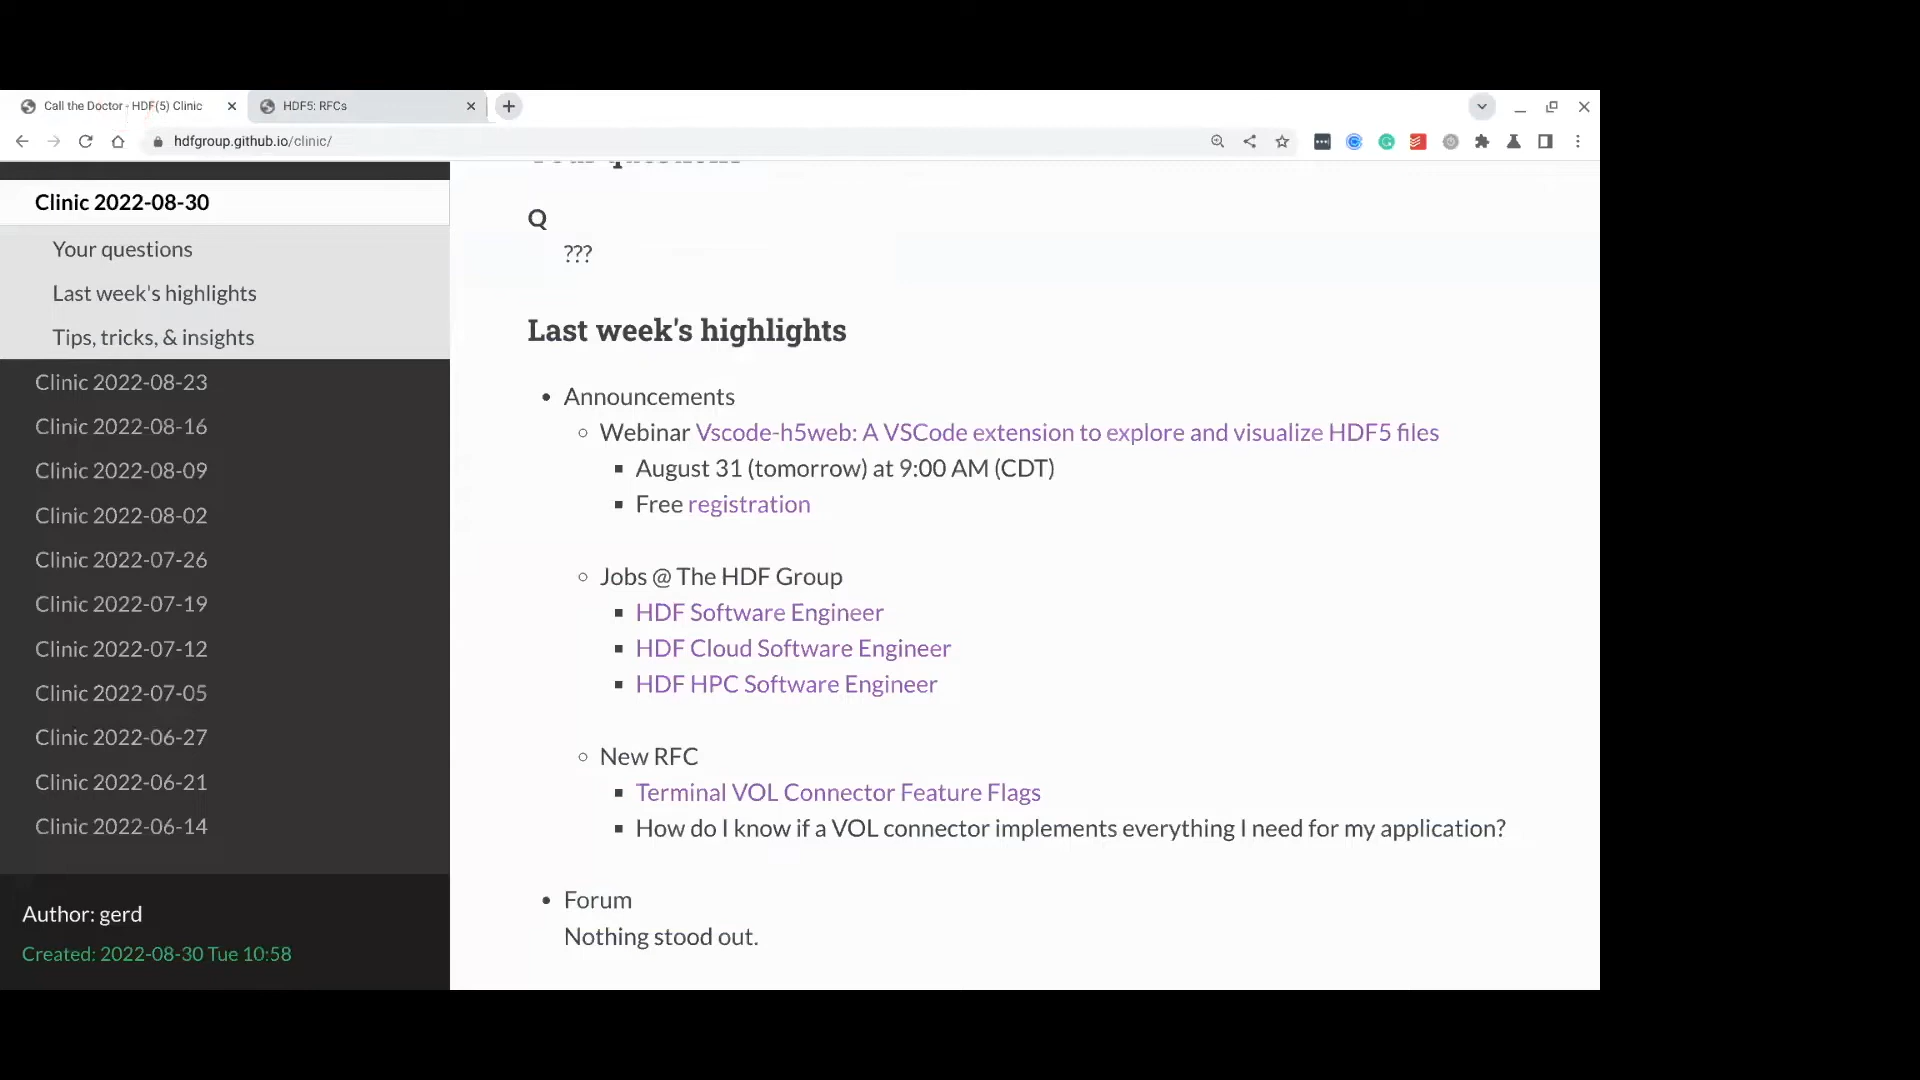 Call the Doctor - HDF(5) Clinic
HDF5: RFCs
hdfgroup.github.io/clinic/
Clinic 2022-08-30
Your questions
Last week's highlights
Tips, tricks, & insights
Clinic 2022-08-23
Clinic 2022-08-16
Clinic 2022-08-09
Clinic 2022-08-02
Clinic 2022-07-26
Clinic 2022-07-19
Clinic 2022-07-12
Clinic 2022-07-05
Clinic 2022-06-27
Clinic 2022-06-21
Clinic 2022-06-14
Author: gerd
Created: 2022-08-30 Tue 10:58
Q
???
Last week's highlights
Announcements
Webinar Vscode-h5web: A VSCode extension to explore and visualize HDF5 files
August 31 (tomorrow) at 9:00 AM (CDT)
Free registration
Jobs @ The HDF Group
HDF Software Engineer
HDF Cloud Software Engineer
HDF HPC Software Engineer
New RFC
Terminal VOL Connector Feature Flags
How do I know if a VOL connector implements everything I need for my application?
Forum
Nothing stood out.